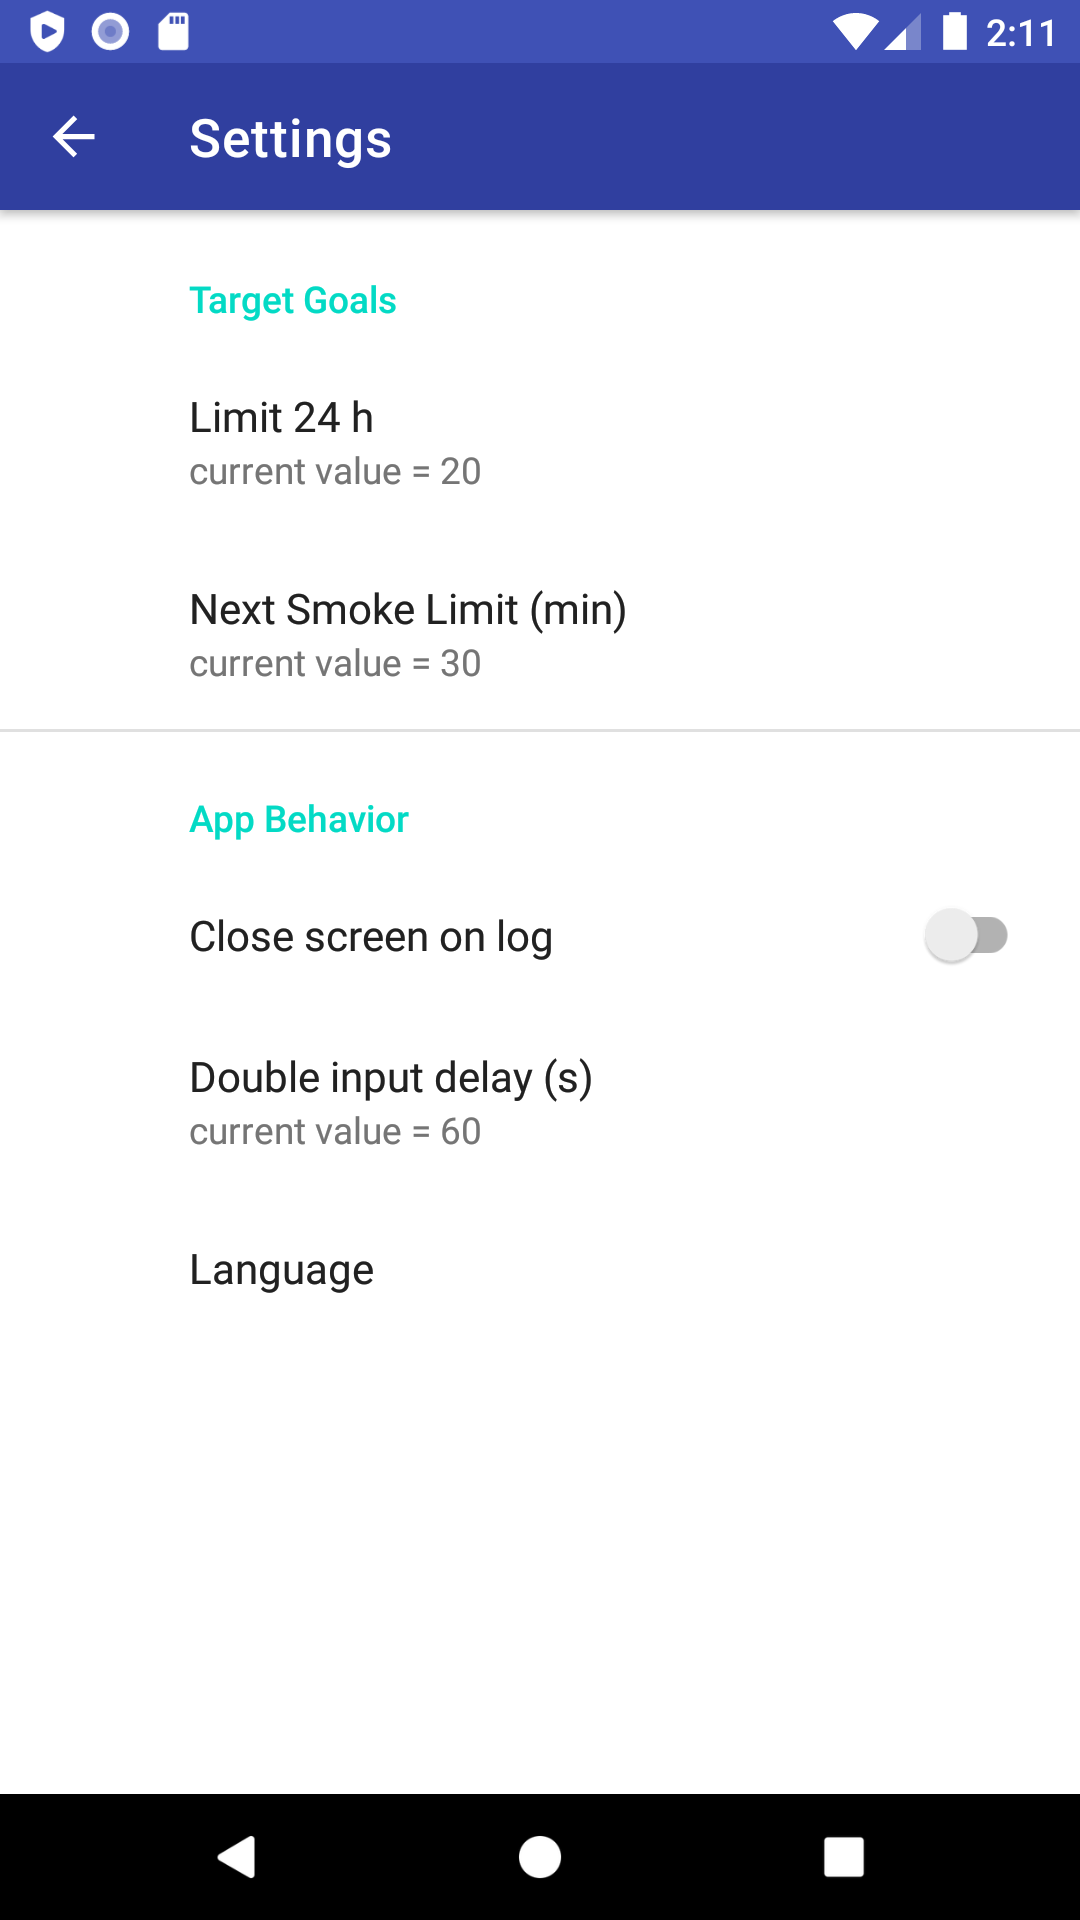 2:11
Settings
Target Goals
Limit 24 h
current value = 20
Next Smoke Limit (min)
current value = 30
App Behavior
Close screen on log
Double input delay (s)
current value = 60
Language